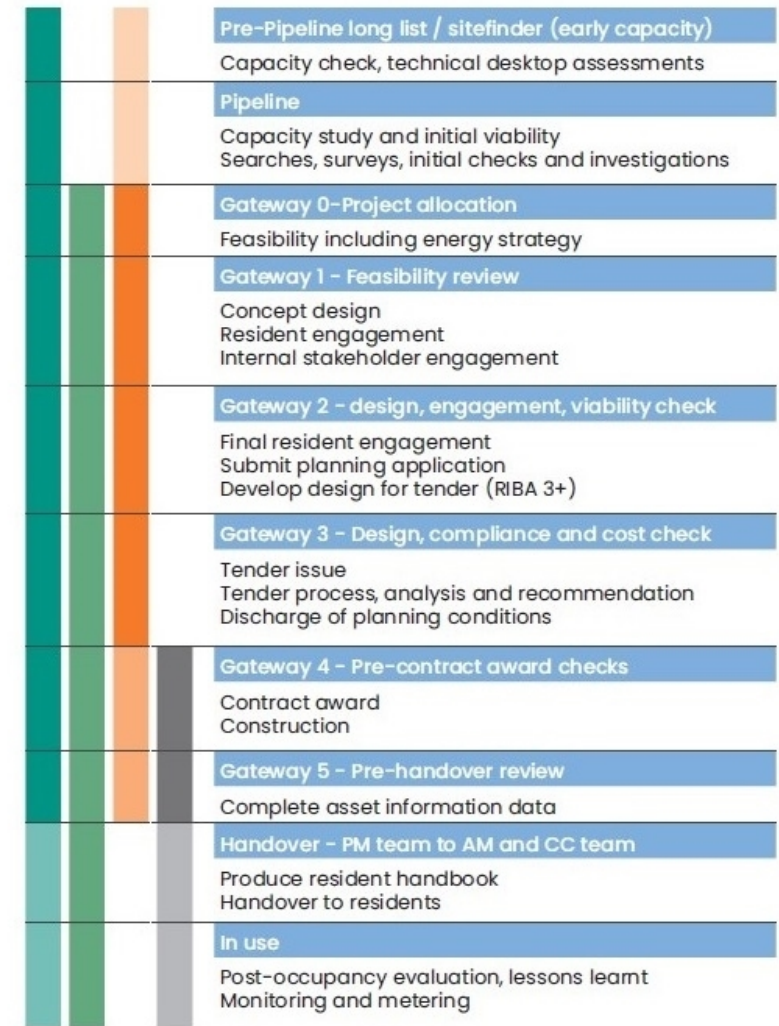 Pre-Pipeline long list / sitefinder (early capacity)
Capacity check, technical desktop assessments
Pipeline
Capacity study and initial viability
Searches, surveys, initial checks and investigations
Gateway 0-Project allocation
Feasibility including energy strategy
Gateway 1 - Feasibility review
Concept design
Resident engagement
Internal stakeholder engagement
Gateway 2 - design, engagement, viability check
Final resident engagement
Submit planning application
Develop design for tender (RIBA 3+)
Gateway 3 - Design, compliance and cost check
Tender issue
Tender process, analysis and recommendation
Discharge of planning conditions
Gateway 4 - Pre-contract award checks
Contract award
Construction
Gateway 5 - Pre-handover review
Complete asset information data
Handover - PM team to AM and CC team
Produce resident handbook
Handover to residents
In use
Post-occupancy evaluation, lessons learnt
Monitoring and metering